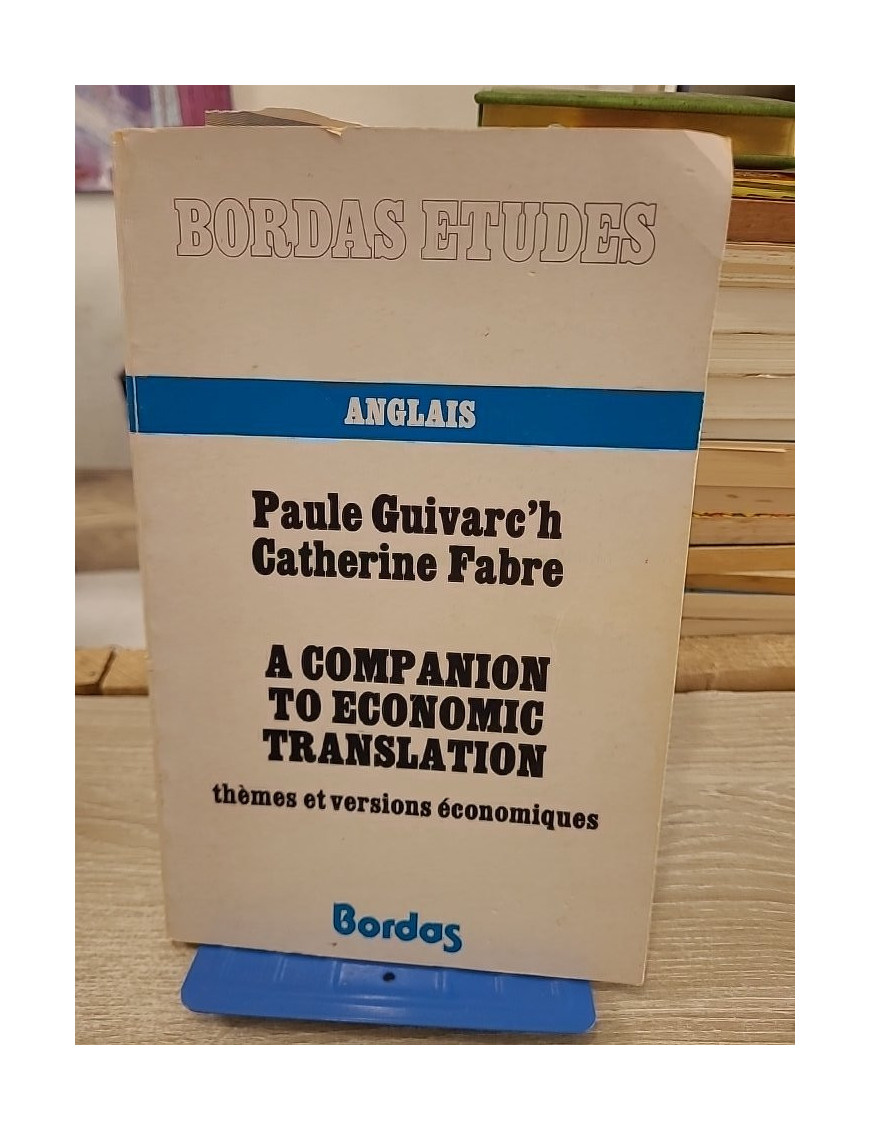 BORDAS ETUDES
ANGLAIS
Paule Guivarc'h
Catherine Fabre
A COMPANION
TO ECONOMIC
TRANSLATION
thèmes et versions économiques
Bordas